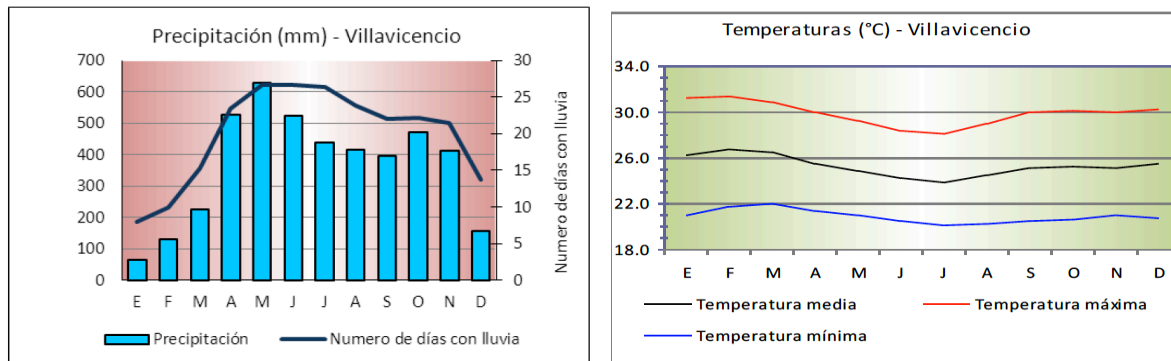 Precipitación (mm) - Villavicencio
700
600
500
400
300
200
100
0
30
25
20
15
10
5
0
Numero de días con lluvia
E F M A M J J A S O N D
Precipitación Numero de días con lluvia
Temperaturas (°C) - Villavicencio
34.0
30.0
26.0
22.0
18.0
E F M A M J J A S O N D
Temperatura media Temperatura máxima
Temperatura mínima